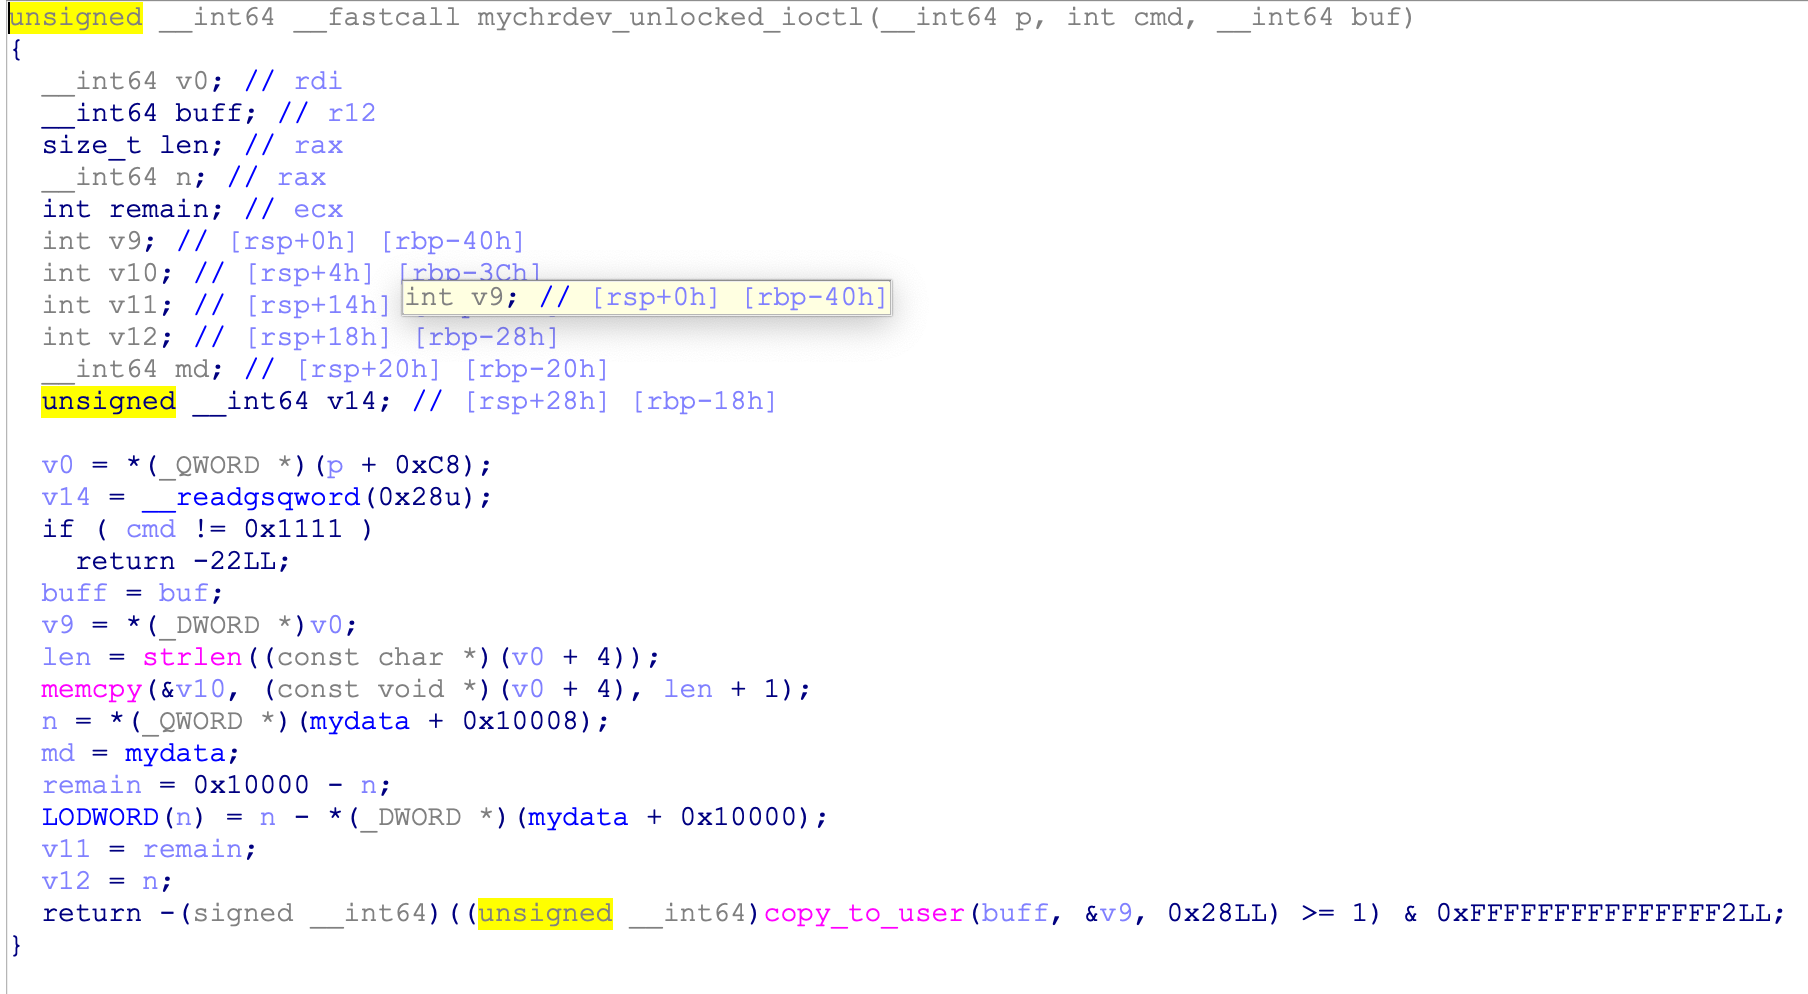 unsigned __int64 __fastcall mychrdev_unlocked_ioctl(__int64 p, int cmd, __int64 buf)
{
  __int64 v0; // rdi
  __int64 buff; // r12
  size_t len; // rax
  __int64 n; // rax
  int remain; // ecx
  int v9; // [rsp+0h] [rbp-40h]
  int v10; // [rsp+4h] [rbp-3Ch]
  int v11; // [rsp+14h]
int v9; // [rsp+0h] [rbp-40h]
  int v12; // [rsp+18h] [rbp-28h]
  __int64 md; // [rsp+20h] [rbp-20h]
  unsigned __int64 v14; // [rsp+28h] [rbp-18h]

  v0 = *(_QWORD *)(p + 0xC8);
  v14 = __readgsqword(0x28u);
  if ( cmd != 0x1111 )
    return -22LL;
  buff = buf;
  v9 = *(_DWORD *)v0;
  len = strlen((const char *)(v0 + 4));
  memcpy(&v10, (const void *)(v0 + 4), len + 1);
  n = *(_QWORD *)(mydata + 0x10008);
  md = mydata;
  remain = 0x10000 - n;
  LODWORD(n) = n - *(_DWORD *)(mydata + 0x10000);
  v11 = remain;
  v12 = n;
  return -(signed __int64)((unsigned __int64)copy_to_user(buff, &v9, 0x28LL) >= 1) & 0xFFFFFFFFFFFFFFF2LL;
}